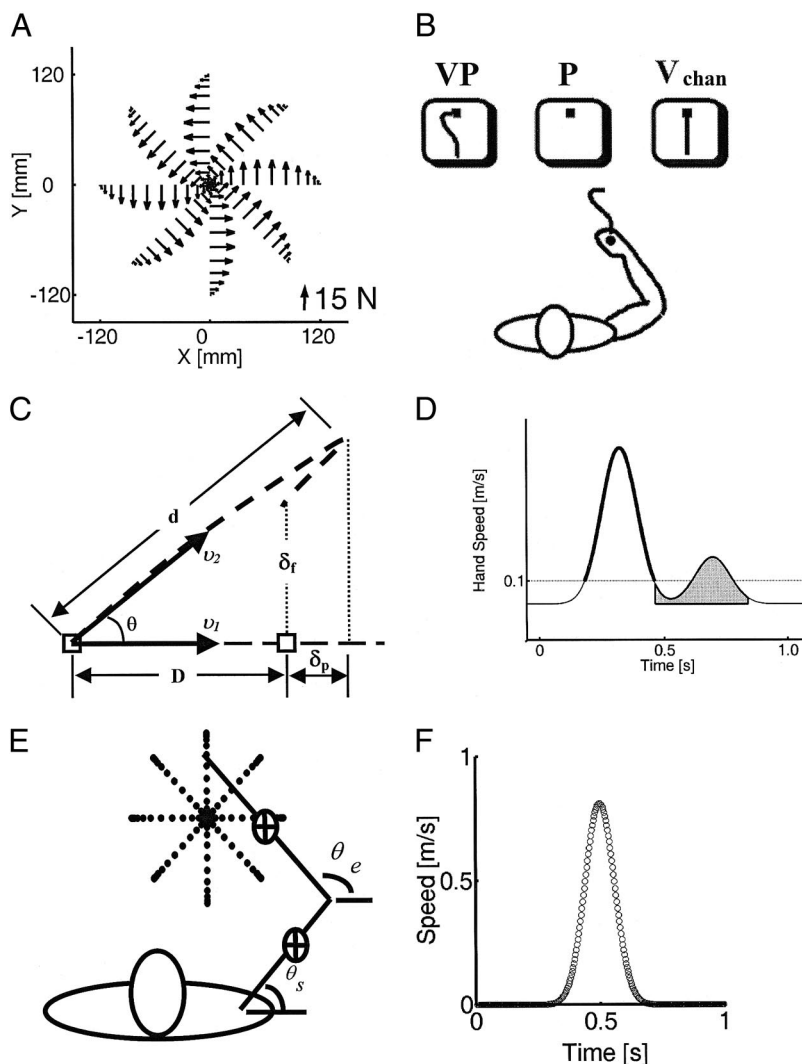 A
Y [mm]
120
0
-120
-120
0
120
X [mm]
15 N
B
VP
P
V chan
C
d
υ2
θ
υ1
δf
D
δp
D
Hand Speed [m/s]
0.1
0
0.5
1.0
Time [s]
E
θe
θs
F
Speed [m/s]
1
0.5
0
0
0.5
1
Time [s]